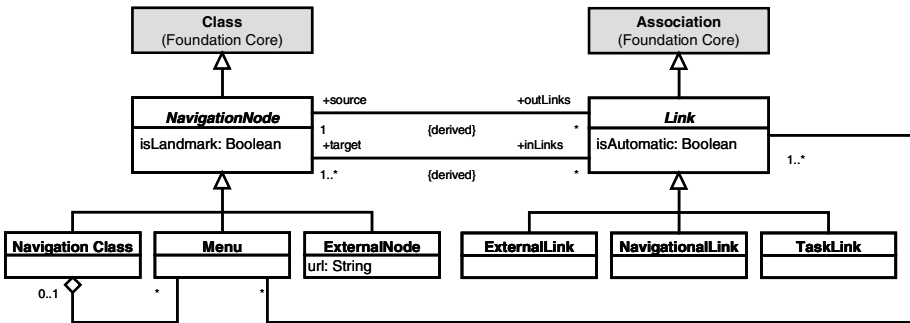 Class
(Foundation Core)
Association
(Foundation Core)
NavigationNode
isLandmark: Boolean
+source
+outLinks
1
{derived}
*
+target
+inLinks
1..*
{derived}
*
Link
isAutomatic: Boolean
1..*
Navigation Class
Menu
ExternalNode
url: String
ExternalLink
NavigationalLink
TaskLink
0..1
*
*